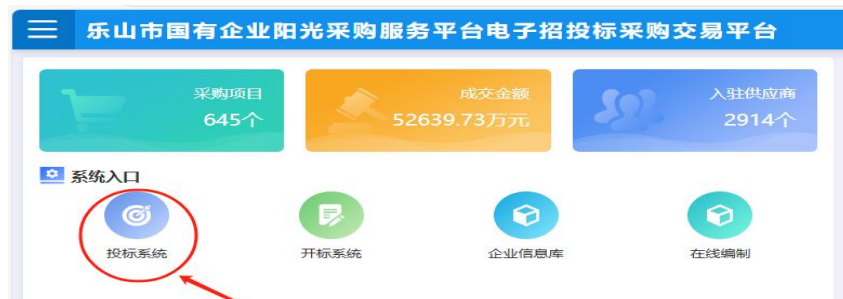 乐山市国有企业阳光采购服务平台电子招投标采购交易平台
采购项目
645个
成交金额
52639.73万元
入驻供应商
2914个
系统入口
投标系统
开标系统
企业信息库
在线编制